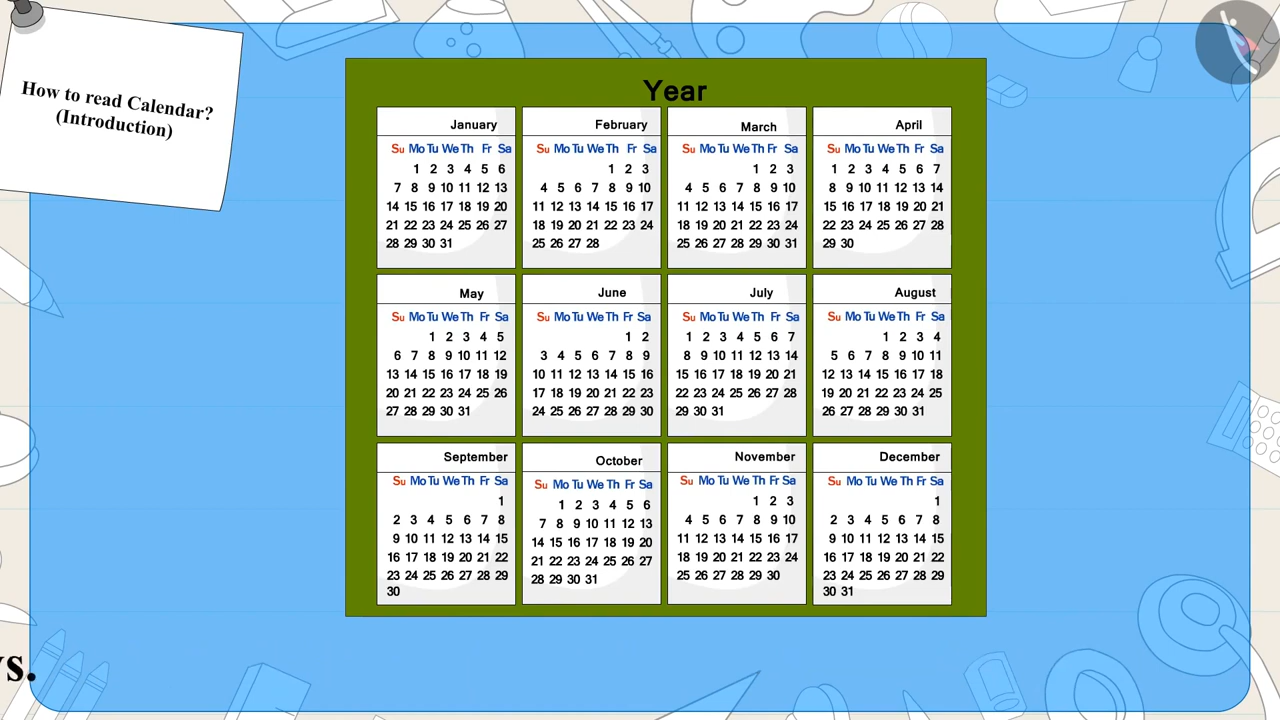 How to read Calendar?
(Introduction)
Year
January
Su Mo Tu We Th Fr Sa
1 2 3 4 5 6
7 8 9 10 11 12 13
14 15 16 17 18 19 20
21 22 23 24 25 26 27
28 29 30 31
February
Su Mo Tu We Th Fr Sa
1 2 3
4 5 6 7 8 9 10
11 12 13 14 15 16 17
18 19 20 21 22 23 24
25 26 27 28
March
Su Mo Tu We Th Fr Sa
1 2 3
4 5 6 7 8 9 10
11 12 13 14 15 16 17
18 19 20 21 22 23 24
25 26 27 28 29 30 31
April
Su Mo Tu We Th Fr Sa
1 2 3 4 5 6 7
8 9 10 11 12 13 14
15 16 17 18 19 20 21
22 23 24 25 26 27 28
29 30
May
Su Mo Tu We Th Fr Sa
1 2 3 4 5
6 7 8 9 10 11 12
13 14 15 16 17 18 19
20 21 22 23 24 25 26
27 28 29 30 31
June
Su Mo Tu We Th Fr Sa
1 2
3 4 5 6 7 8 9
10 11 12 13 14 15 16
17 18 19 20 21 22 23
24 25 26 27 28 29 30
July
Su Mo Tu We Th Fr Sa
1 2 3 4 5 6 7
8 9 10 11 12 13 14
15 16 17 18 19 20 21
22 23 24 25 26 27 28
29 30 31
August
Su Mo Tu We Th Fr Sa
1 2 3 4
5 6 7 8 9 10 11
12 13 14 15 16 17 18
19 20 21 22 23 24 25
26 27 28 29 30 31
September
Su Mo Tu We Th Fr Sa
1
2 3 4 5 6 7 8
9 10 11 12 13 14 15
16 17 18 19 20 21 22
23 24 25 26 27 28 29
30
October
Su Mo Tu We Th Fr Sa
1 2 3 4 5 6
7 8 9 10 11 12 13
14 15 16 17 18 19 20
21 22 23 24 25 26 27
28 29 30 31
November
Su Mo Tu We Th Fr Sa
1 2 3
4 5 6 7 8 9 10
11 12 13 14 15 16 17
18 19 20 21 22 23 24
25 26 27 28 29 30
December
Su Mo Tu We Th Fr Sa
1
2 3 4 5 6 7 8
9 10 11 12 13 14 15
16 17 18 19 20 21 22
23 24 25 26 27 28 29
30 31